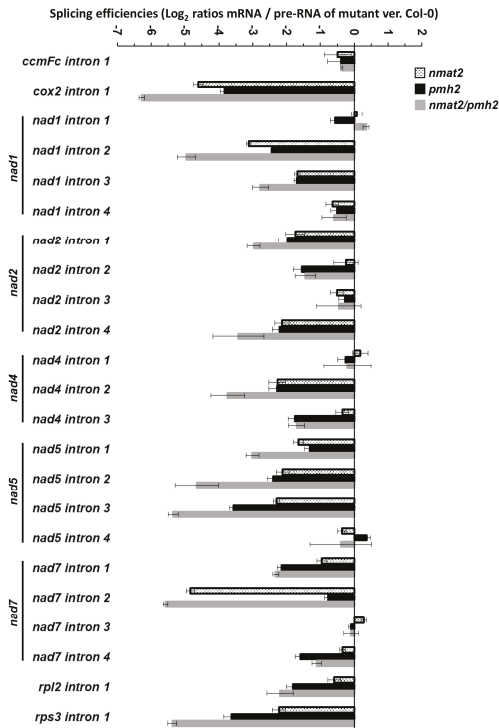 Splicing efficiencies (Log2 ratios mRNA / pre-RNA of mutant ver. Col-0)
-7 -6 -5 -4 -3 -2 -1 0 1 2
nmat2
pmh2
nmat2/pmh2
ccmFc intron 1
cox2 intron 1
nad1
nad1 intron 1
nad1 intron 2
nad1 intron 3
nad1 intron 4
nad2
nad2 intron 1
nad2 intron 2
nad2 intron 3
nad2 intron 4
nad4
nad4 intron 1
nad4 intron 2
nad4 intron 3
nad5
nad5 intron 1
nad5 intron 2
nad5 intron 3
nad5 intron 4
nad7
nad7 intron 1
nad7 intron 2
nad7 intron 3
nad7 intron 4
rpl2 intron 1
rps3 intron 1